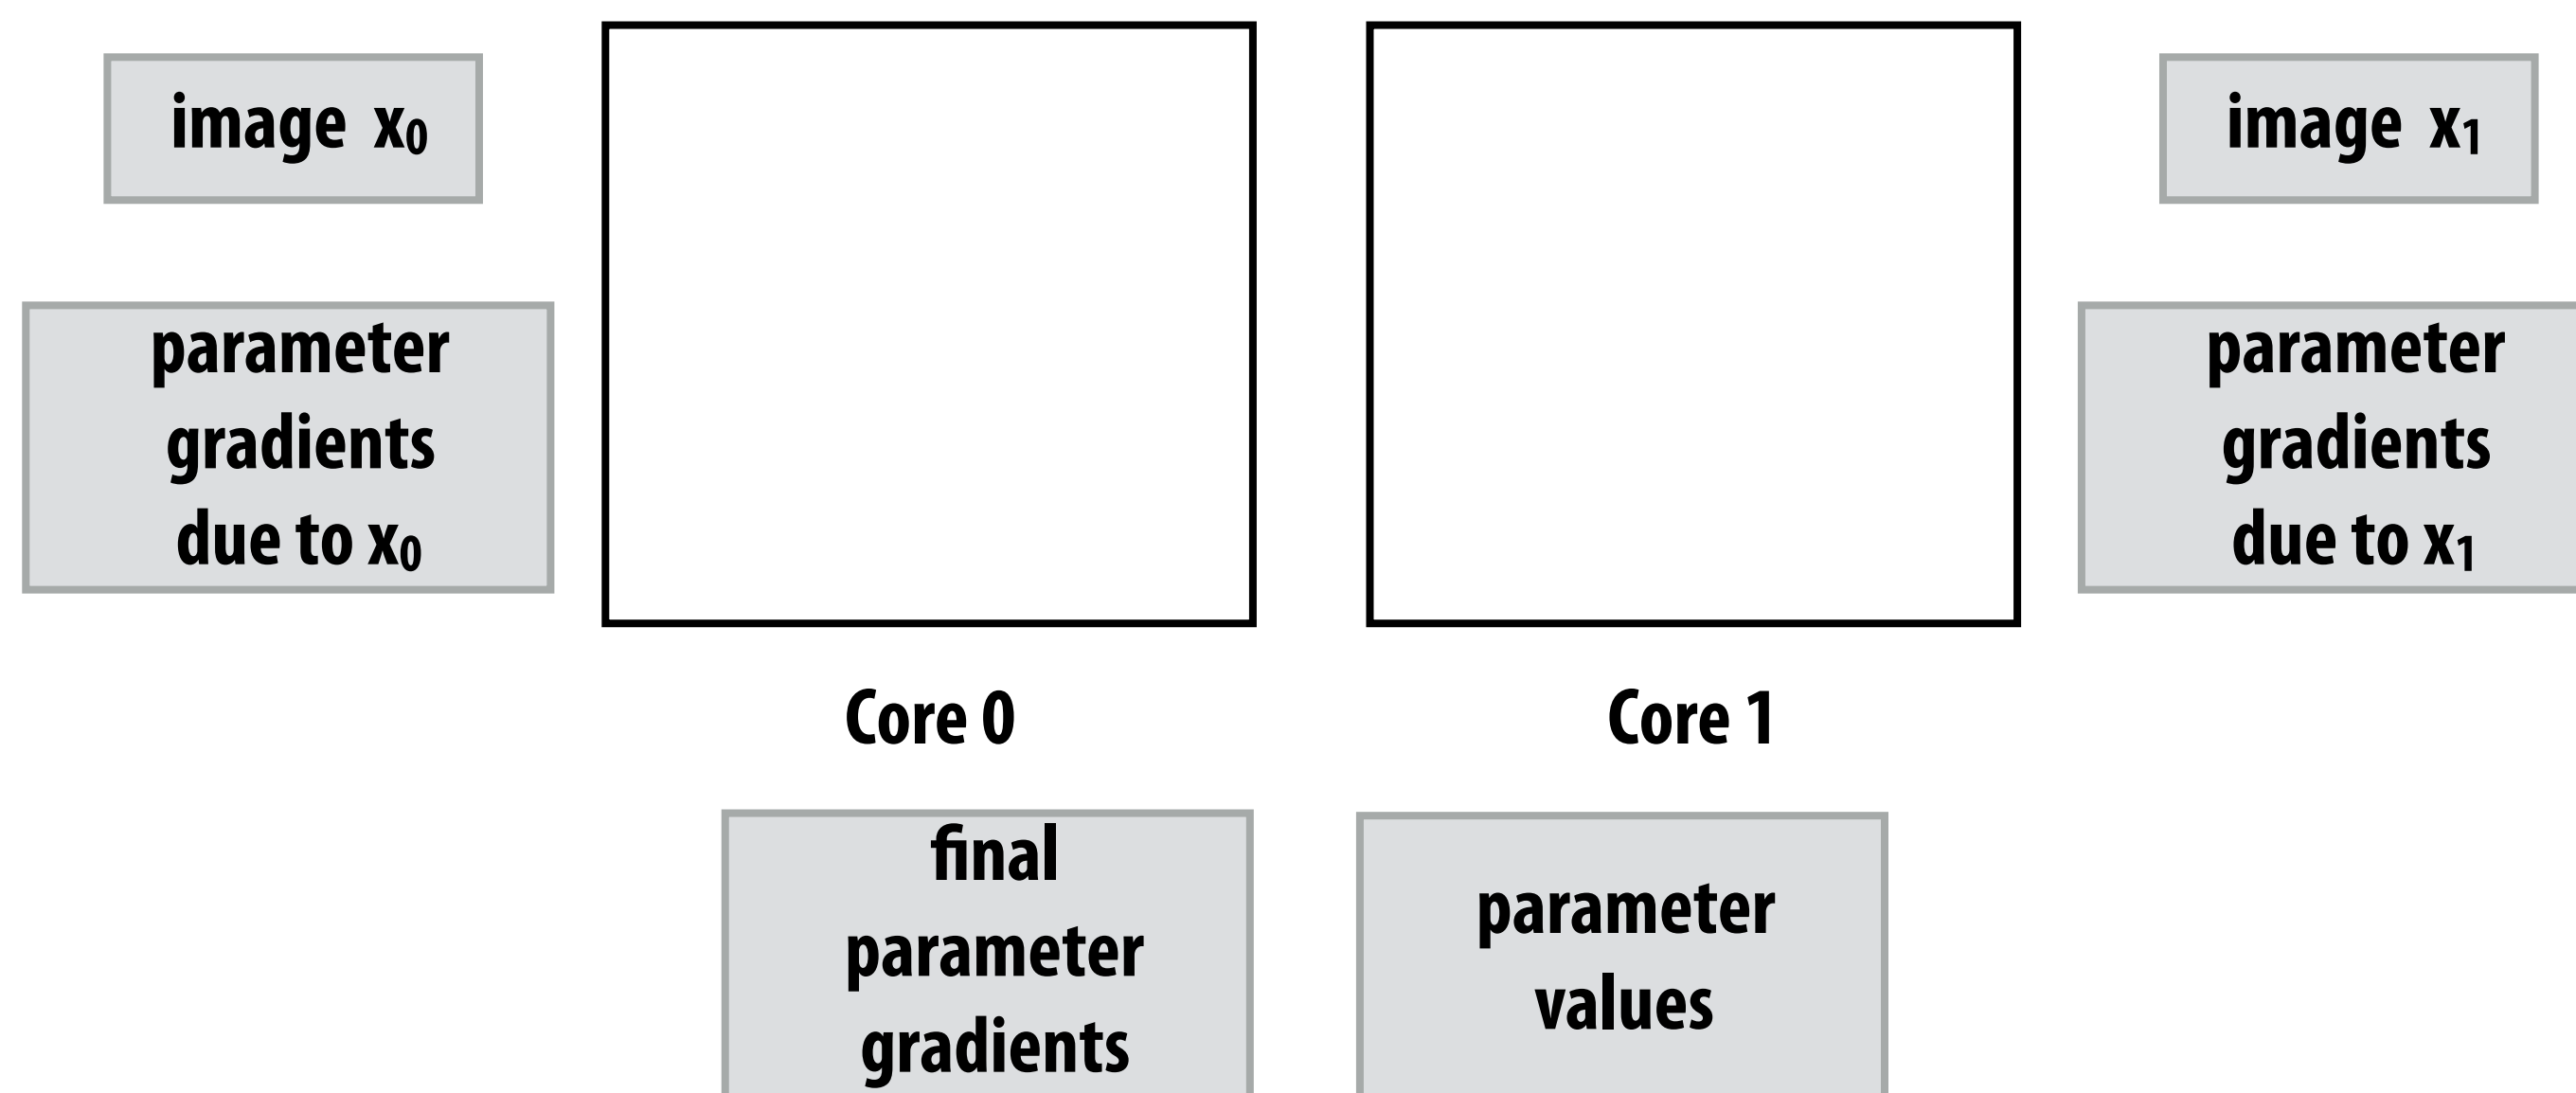 image x₀
image x₁
parameter
gradients
due to x₀
parameter
gradients
due to x₁
Core 0
Core 1
final
parameter
gradients
parameter
values